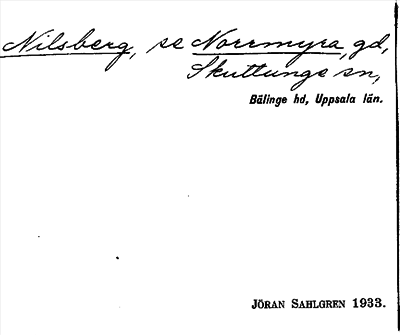 Nilsberg, se Norrmyra, gd,
Skuttunge sn,
Bälinge hd, Uppsala län.
JÖRAN SAHLGREN 1933.